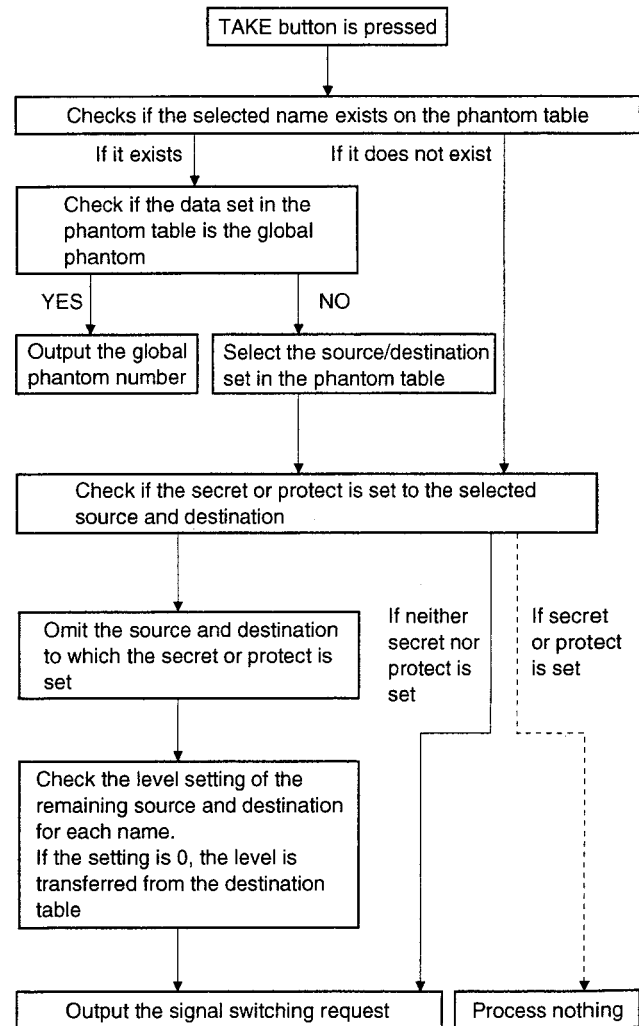 TAKE button is pressed
Checks if the selected name exists on the phantom table
If it exists
If it does not exist
Check if the data set in the
phantom table is the global
phantom
YES
NO
Output the global
phantom number
Select the source/destination
set in the phantom table
Check if the secret or protect is set to the selected
source and destination
Omit the source and destination
to which the secret or protect is
set
If neither
secret nor
protect is
set
If secret
or protect
is set
Check the level setting of the
remaining source and destination
for each name.
If the setting is 0, the level is
transferred from the destination
table
Output the signal switching request
Process nothing